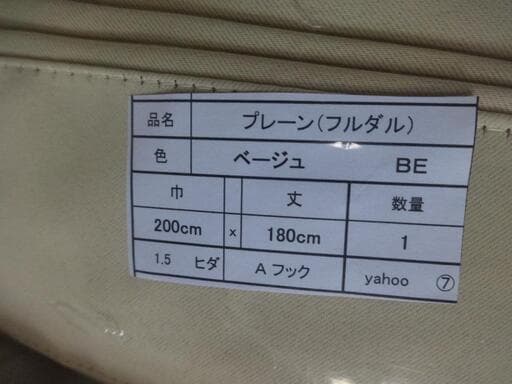 品名 プレーン(フルダル)
色 ベージュ BE
巾 丈 数量
200cm x 180cm 1
1.5 ヒダ Aフック yahoo ⑦